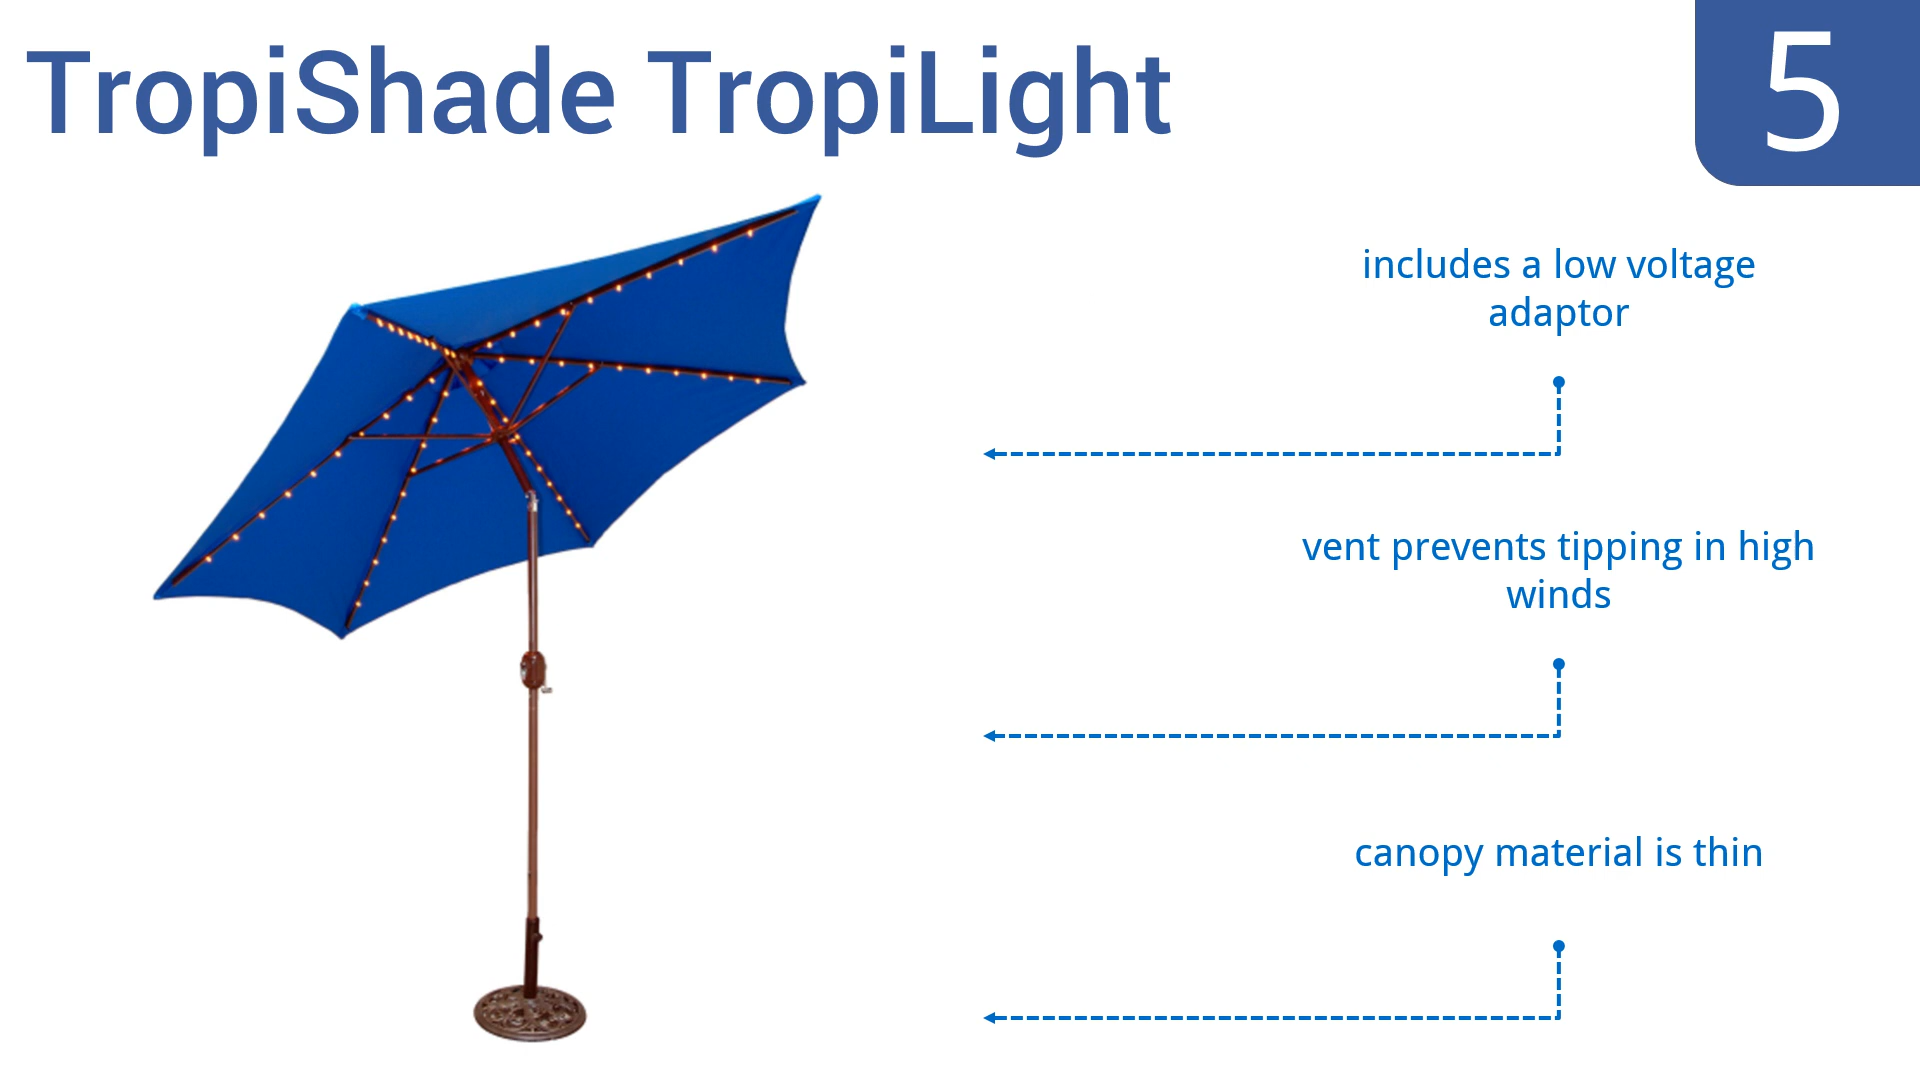 TropiShade TropiLight
5
includes a low voltage
adaptor
vent prevents tipping in high
winds
canopy material is thin